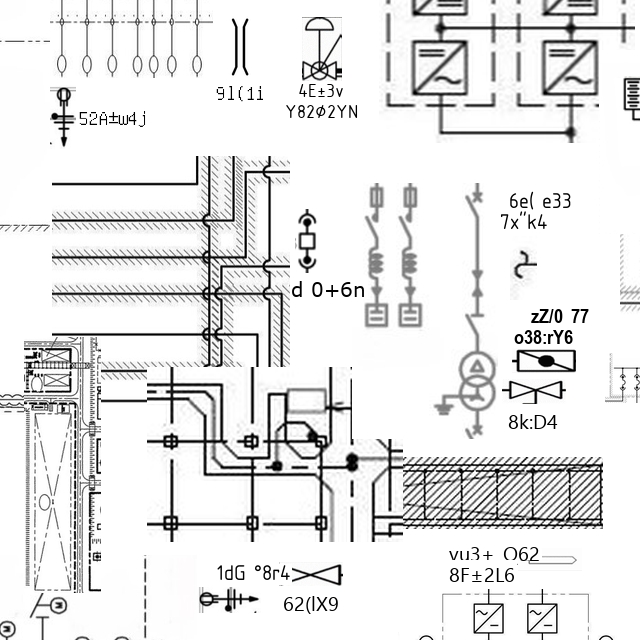 9l(1i
4E±3v
Y82Ø2YN
52A±w4j
6e( e33
7x"k4
d 0+6n
zZ/0 77
o38:rY6
8k:D4
vu3+ O62
8F±2L6
1dG °8r4
62(lX9